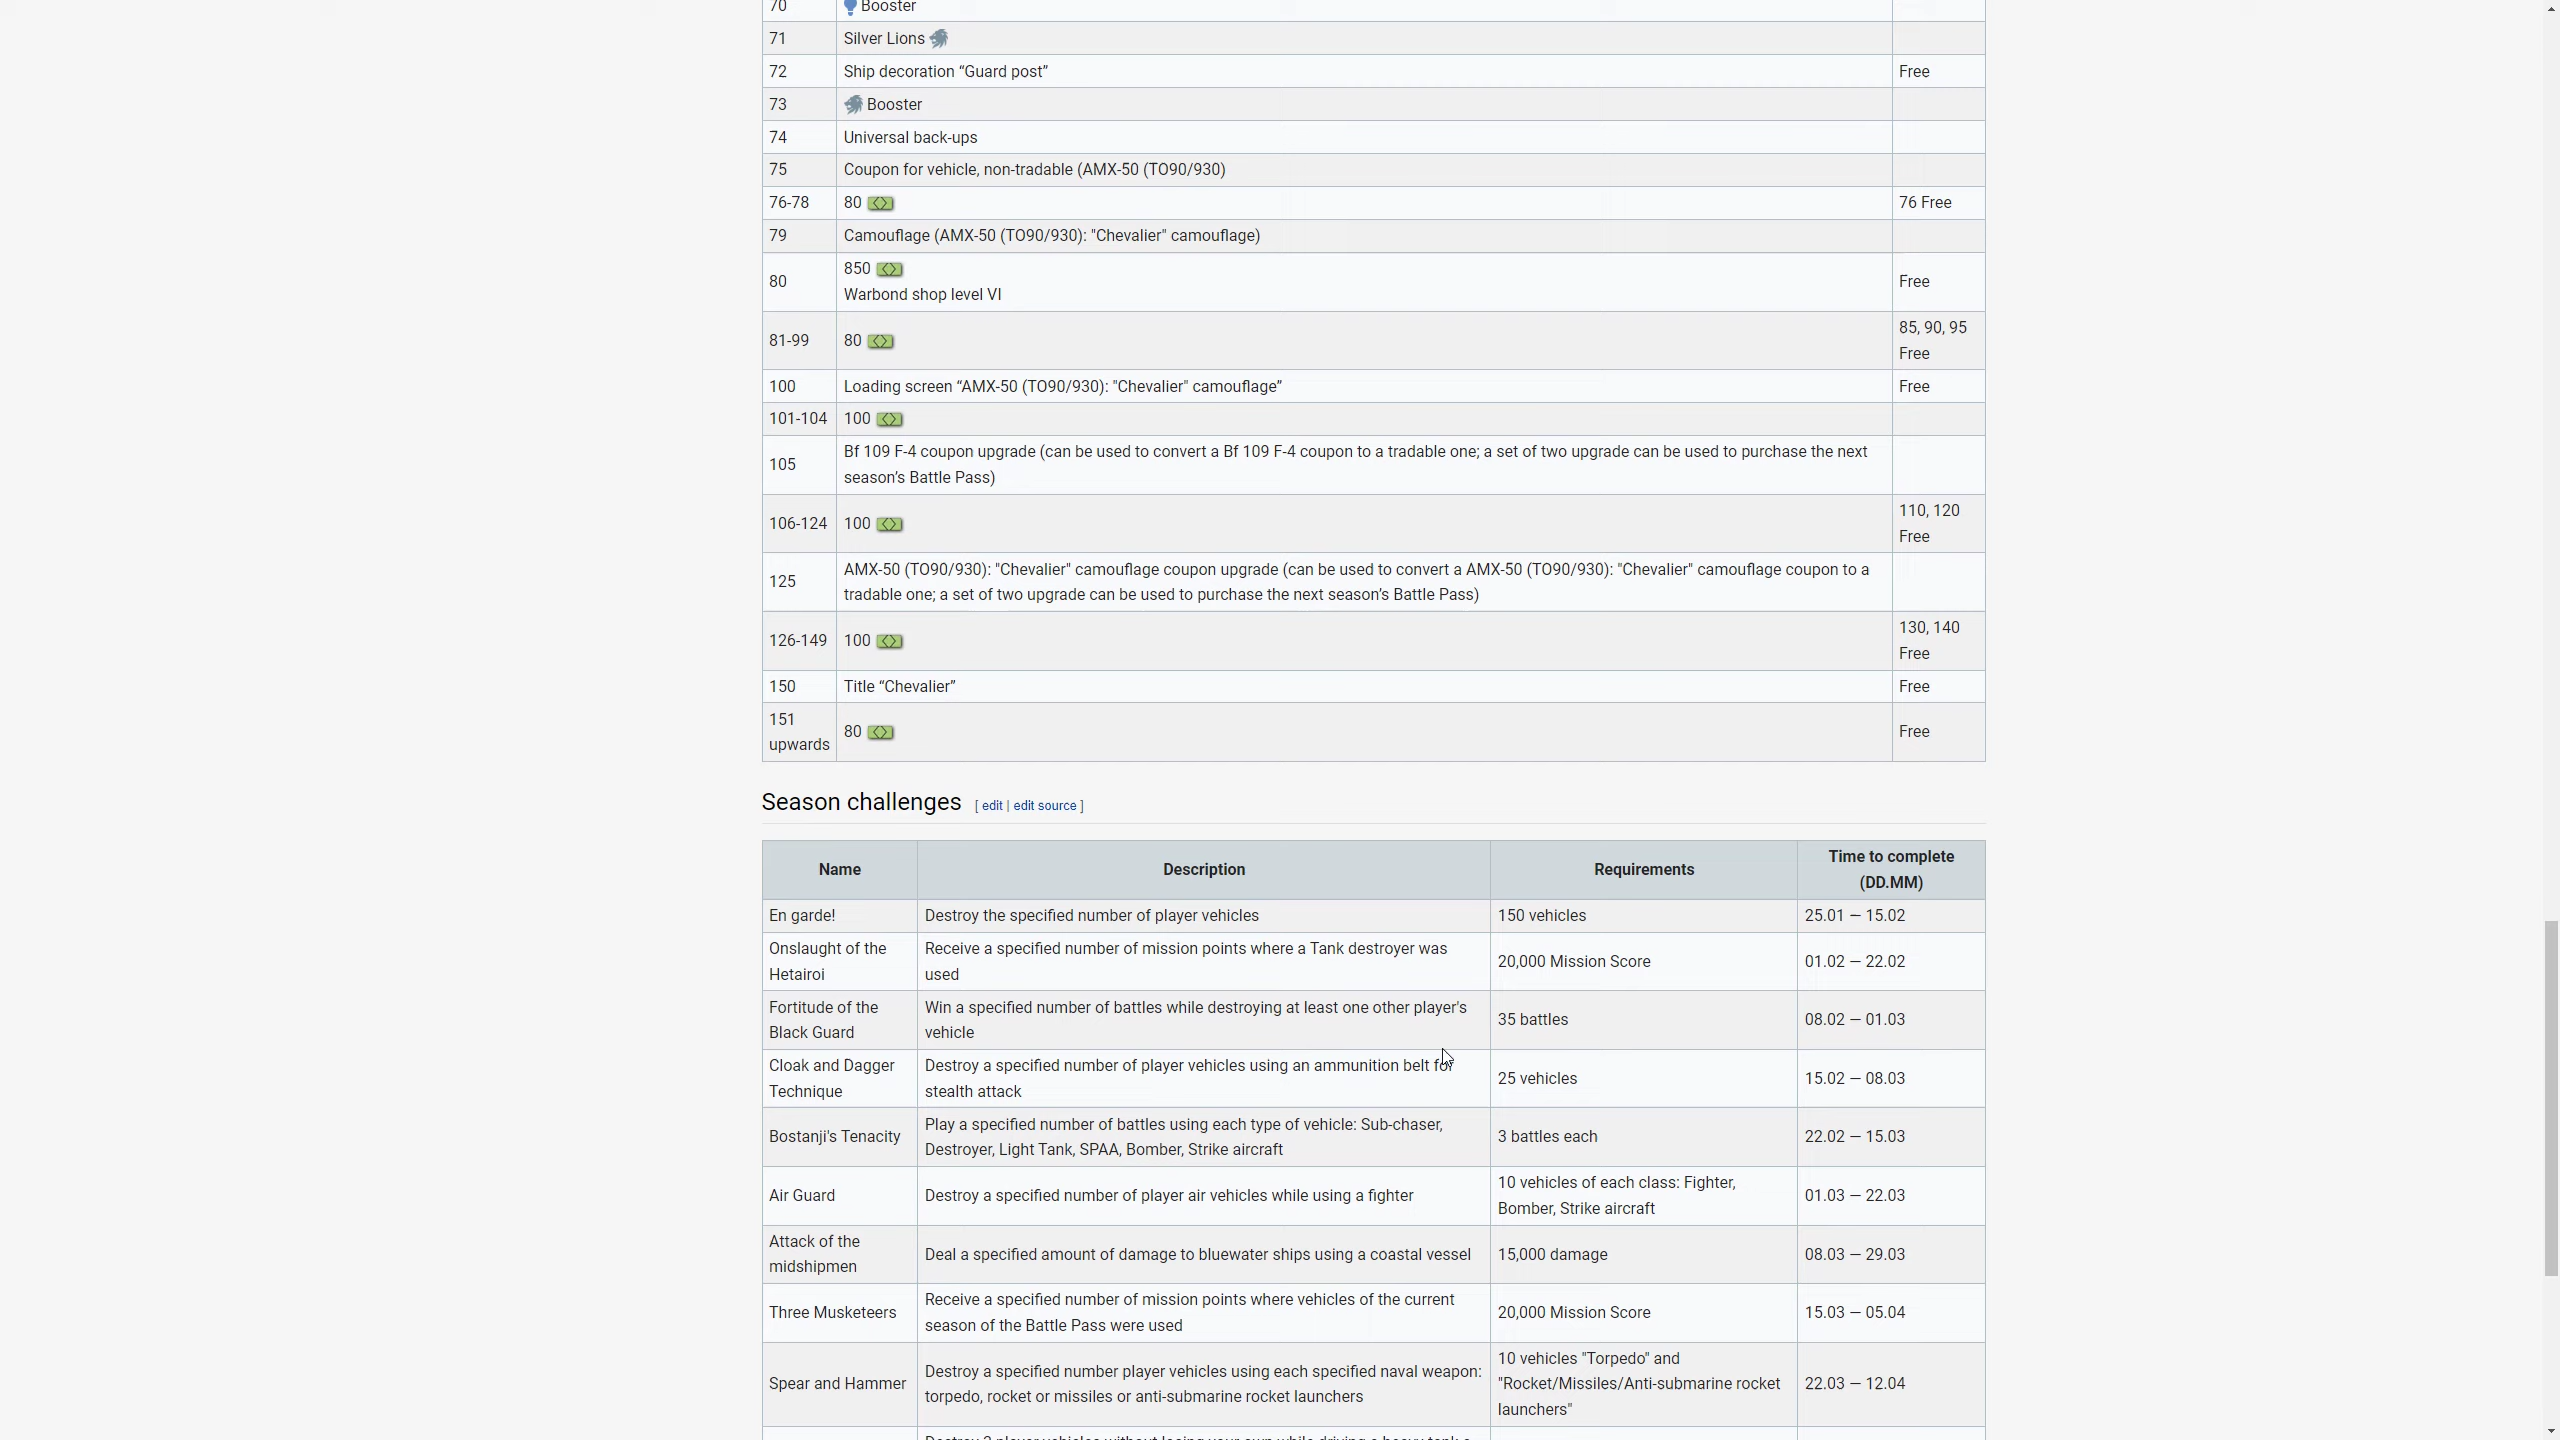 70 Booster
71 Silver Lions
72 Ship decoration “Guard post” Free
73 Booster
74 Universal back-ups
75 Coupon for vehicle, non-tradable (AMX-50 (TO90/930)
76-78 80 76 Free
79 Camouflage (AMX-50 (TO90/930): "Chevalier" camouflage)
850
80 Free
Warbond shop level VI
85, 90, 95
81-99 80
Free
100 Loading screen “AMX-50 (TO90/930): "Chevalier" camouflage” Free
101-104 100
Bf 109 F-4 coupon upgrade (can be used to convert a Bf 109 F-4 coupon to a tradable one; a set of two upgrade can be used to purchase the next
105
season’s Battle Pass)
110, 120
106-124 100
Free
AMX-50 (TO90/930): "Chevalier" camouflage coupon upgrade (can be used to convert a AMX-50 (TO90/930): "Chevalier" camouflage coupon to a
125
tradable one; a set of two upgrade can be used to purchase the next season’s Battle Pass)
130, 140
126-149 100
Free
150 Title “Chevalier” Free
151
upwards
80 Free
Season challenges [ edit | edit source ]
Name Description Requirements Time to complete
(DD.MM)
En garde! Destroy the specified number of player vehicles 150 vehicles 25.01 — 15.02
Onslaught of the
Hetairoi
Receive a specified number of mission points where a Tank destroyer was
used
20,000 Mission Score 01.02 — 22.02
Fortitude of the
Black Guard
Win a specified number of battles while destroying at least one other player's
vehicle
35 battles 08.02 — 01.03
Cloak and Dagger
Technique
Destroy a specified number of player vehicles using an ammunition belt for
stealth attack
25 vehicles 15.02 — 08.03
Bostanji's Tenacity
Play a specified number of battles using each type of vehicle: Sub-chaser,
Destroyer, Light Tank, SPAA, Bomber, Strike aircraft
3 battles each 22.02 — 15.03
Air Guard Destroy a specified number of player air vehicles while using a fighter
10 vehicles of each class: Fighter,
Bomber, Strike aircraft
01.03 — 22.03
Attack of the
midshipmen
Deal a specified amount of damage to bluewater ships using a coastal vessel 15,000 damage 08.03 — 29.03
Three Musketeers
Receive a specified number of mission points where vehicles of the current
season of the Battle Pass were used
20,000 Mission Score 15.03 — 05.04
Spear and Hammer
Destroy a specified number player vehicles using each specified naval weapon:
torpedo, rocket or missiles or anti-submarine rocket launchers
10 vehicles "Torpedo" and
"Rocket/Missiles/Anti-submarine rocket
launchers"
22.03 — 12.04